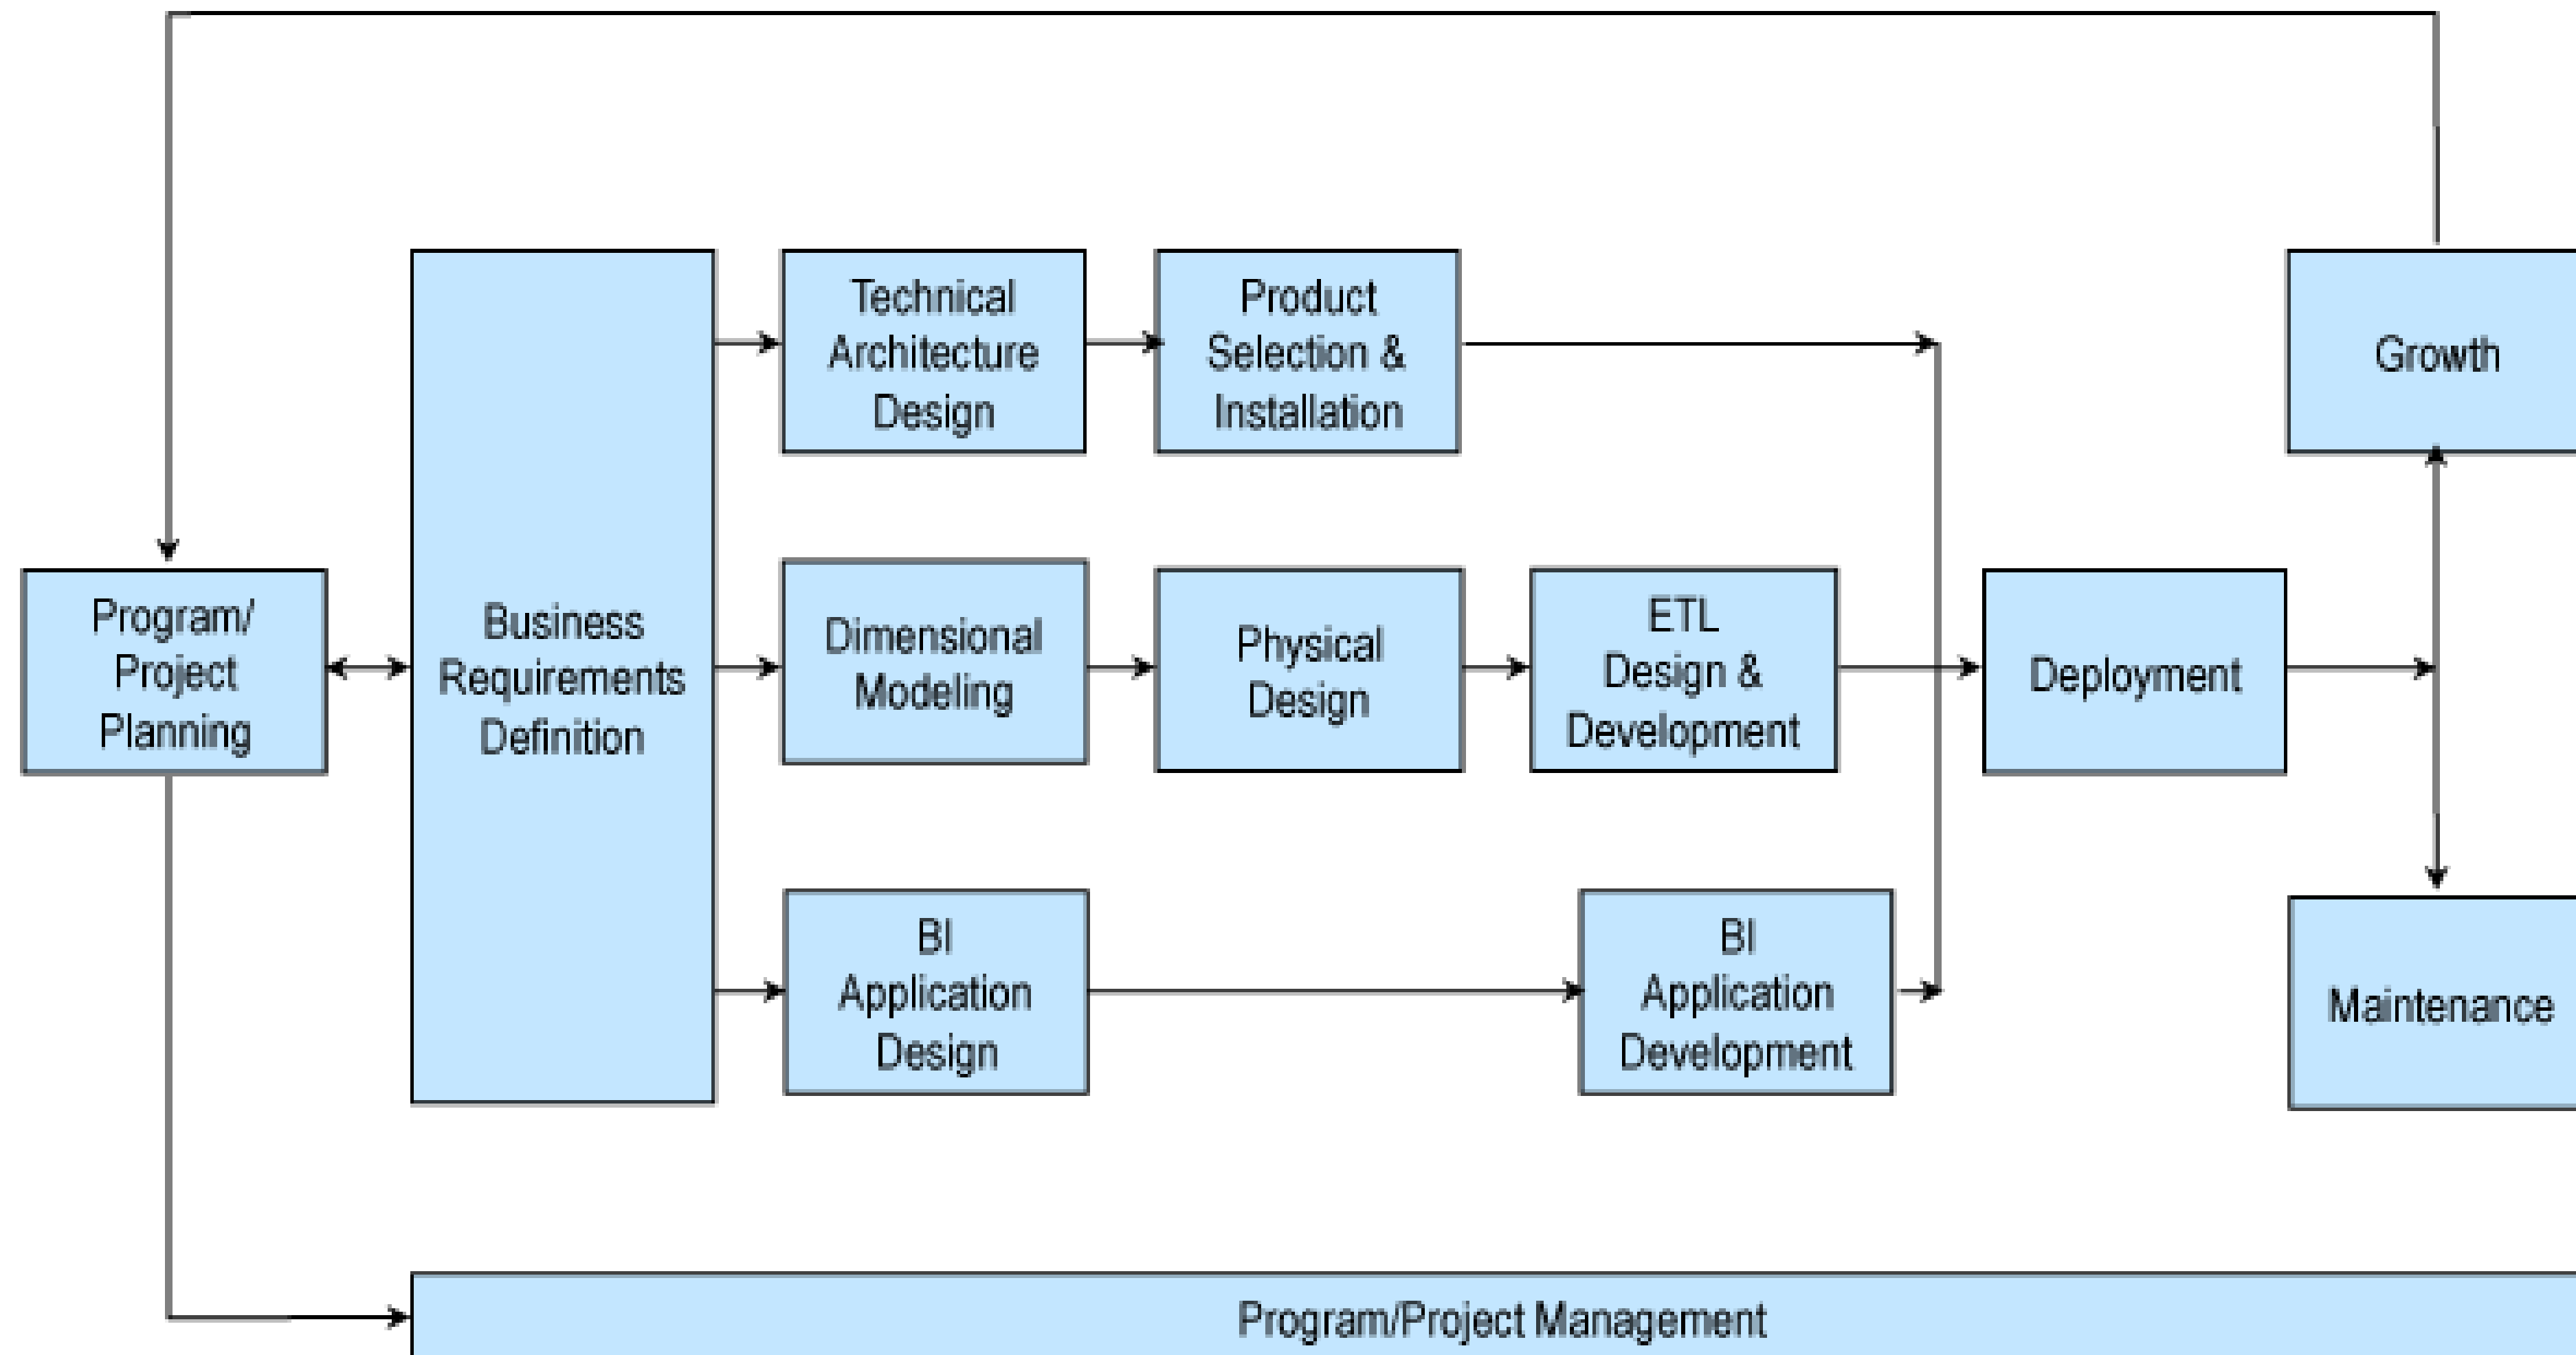 Program/
Project
Planning
Business
Requirements
Definition
Technical
Architecture
Design
Product
Selection &
Installation
Dimensional
Modeling
Physical
Design
ETL
Design &
Development
BI
Application
Design
BI
Application
Development
Deployment
Growth
Maintenance
Program/Project Management